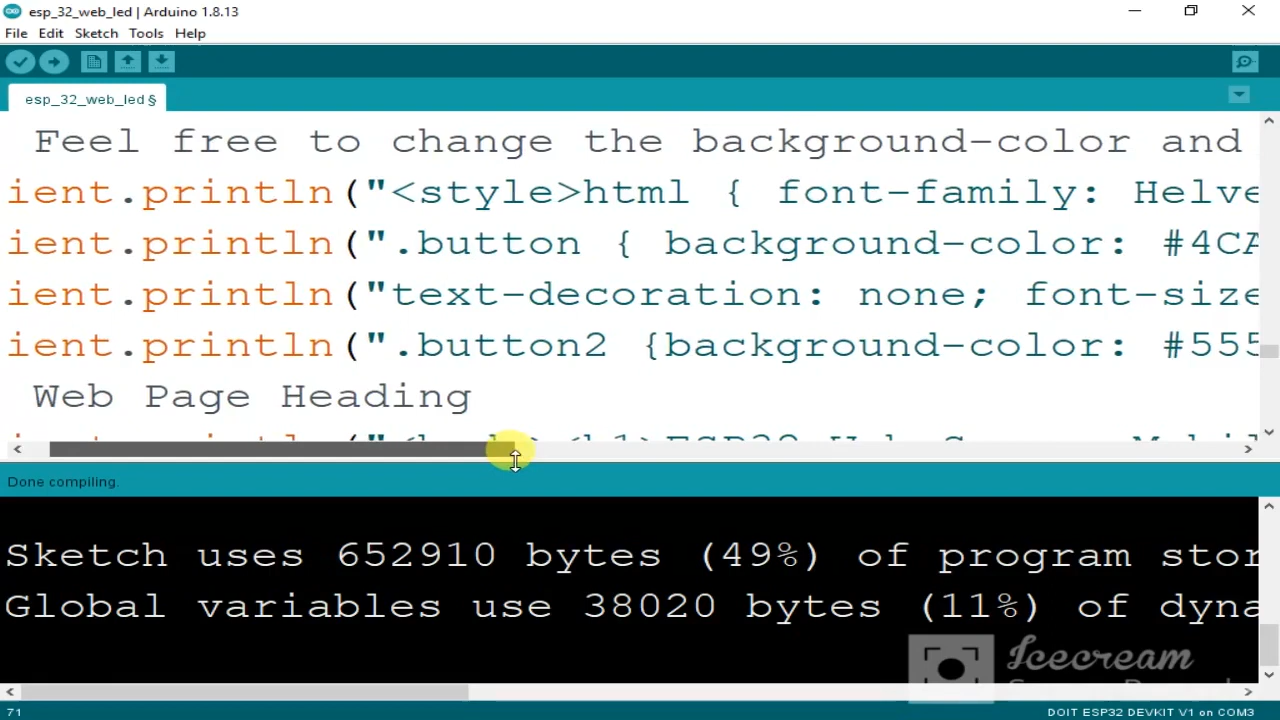 esp_32_web_led | Arduino 1.8.13
File Edit Sketch Tools Help
esp_32_web_led §
Feel free to change the background-color and
ient.println("<style>html { font-family: Helve
ient.println(".button { background-color: #4CA
ient.println("text-decoration: none; font-size
ient.println(".button2 {background-color: #555
Web Page Heading
Done compiling.
Sketch uses 652910 bytes (49%) of program stor
Global variables use 38020 bytes (11%) of dyna
Icecream
71
DOIT ESP32 DEVKIT V1 on COM3